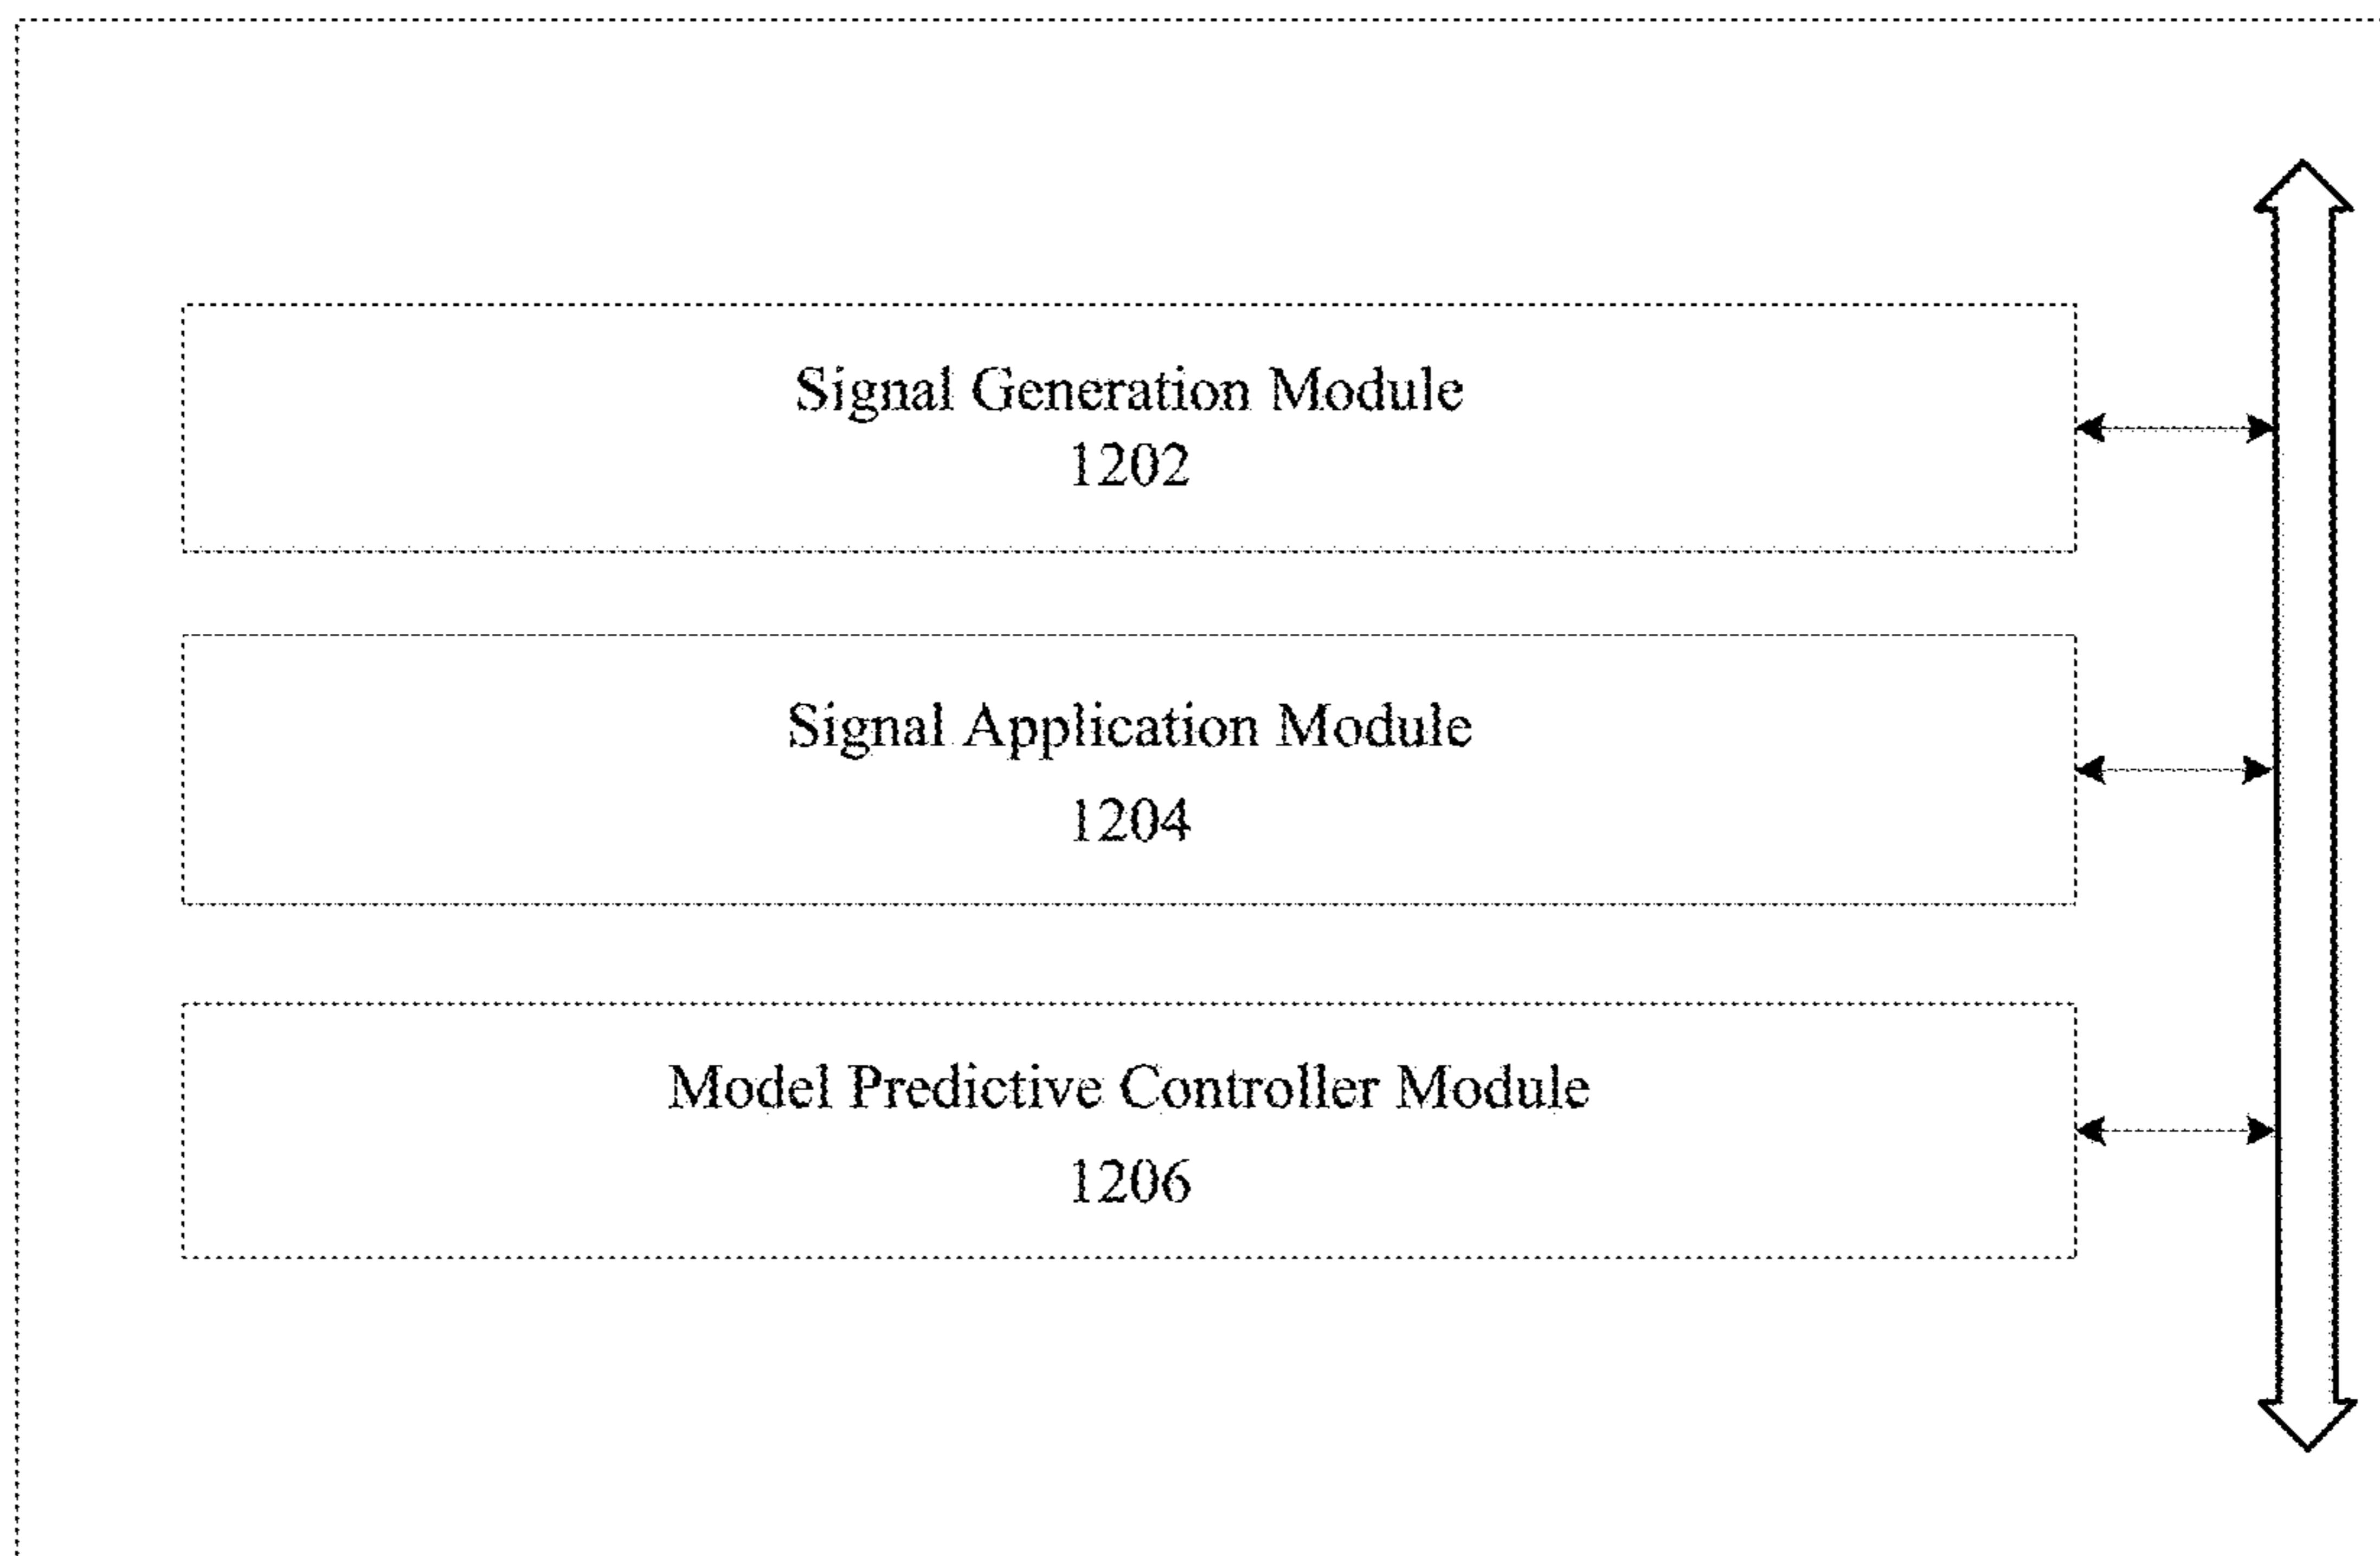 Signal Generation Module
1202
Signal Application Module
1204
Model Predictive Controller Module
1206